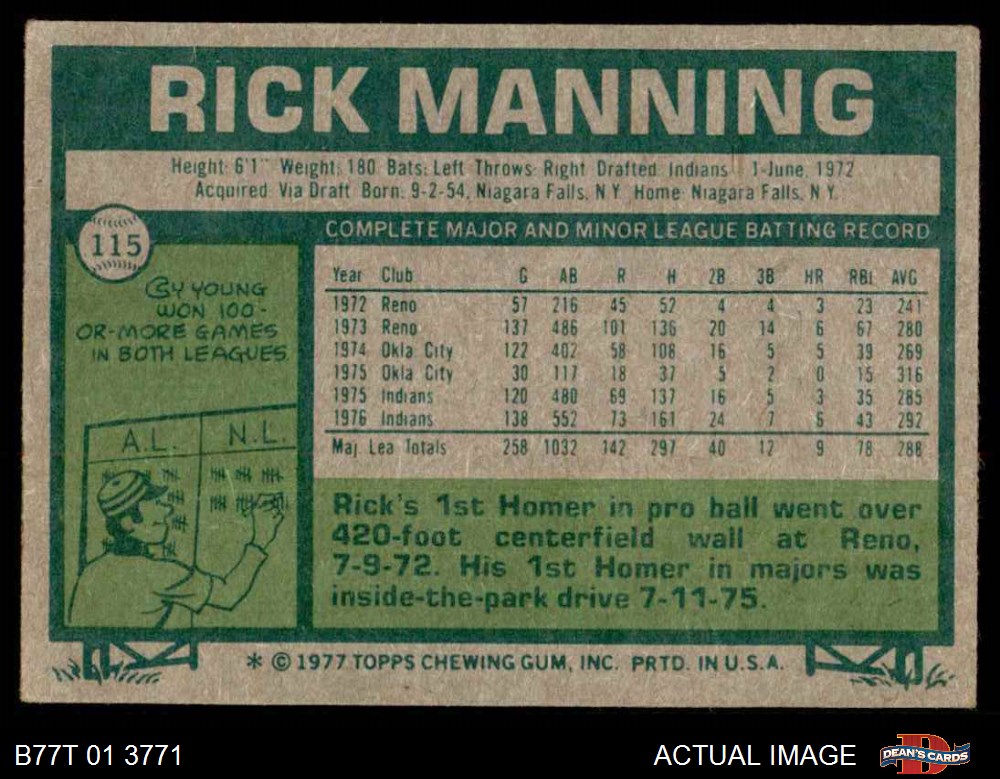 RICK MANNING
Height: 6'1" Weight: 180 Bats: Left Throws: Right Drafted: Indians 1-June, 1972
Acquired: Via Draft Born: 9-2-54, Niagara Falls, N.Y. Home: Niagara Falls, N.Y.
115
CY YOUNG
WON 100-
OR-MORE GAMES
IN BOTH LEAGUES.
A.L. N.L.
COMPLETE MAJOR AND MINOR LEAGUE BATTING RECORD
Year Club G AB R H 2B 3B HR RBI AVG.
1972 Reno 57 216 45 52 4 4 3 23 .241
1973 Reno 137 486 101 136 20 14 6 67 .280
1974 Okla. City 122 402 58 108 16 5 5 39 .269
1975 Okla. City 30 117 18 37 5 2 0 15 .316
1975 Indians 120 480 69 137 16 5 3 35 .285
1976 Indians 138 552 73 161 24 7 6 43 .292
Maj. Lea. Totals 258 1032 142 297 40 12 9 78 .288
Rick's 1st Homer in pro ball went over
420-foot centerfield wall at Reno,
7-9-72. His 1st Homer in majors was
inside-the-park drive 7-11-75.
* © 1977 TOPPS CHEWING GUM, INC. PRTD. IN U.S.A.
B77T 01 3771
ACTUAL IMAGE
DEAN'S CARDS